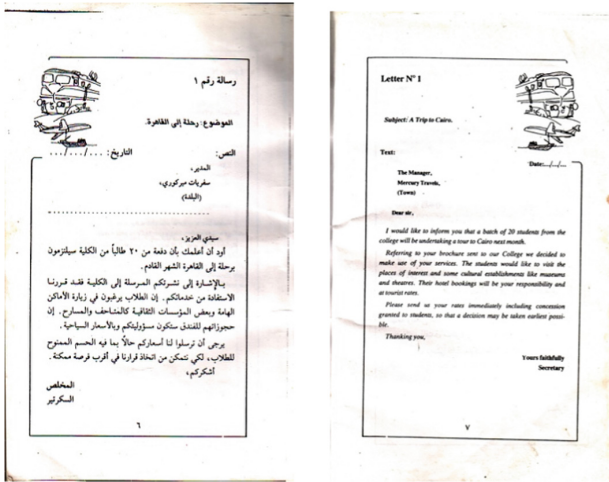 رسالة رقم ١
الموضوع: رحلة إلى القاهرة.
النص:
التاريخ: .../.../...
المدير،
سفريات ميركوري،
(البلدة)
سيدي العزيز،
أود أن أعلمك بأن دفعة من ٢٠ طالباً من الكلية سيلتزمون
برحلة إلى القاهرة الشهر القادم.
بالإشارة إلى نشرتكم المرسلة إلى الكلية فقد قررنا
الاستفادة من خدماتكم. إن الطلاب يرغبون في زيارة الأماكن
الهامة وبعض المؤسسات الثقافية كالمتاحف والمسارح. إن
حجوزاتهم للفندق ستكون مسؤوليتكم وبالأسعار السياحية.
يرجى أن ترسلوا لنا أسعاركم حالاً بما فيه الحسم الممنوح
للطلاب، لكي نتمكن من اتخاذ قرارنا في أقرب فرصة ممكنة.
أشكركم،
المخلص
السكرتير
٦
Letter N° 1
Subject: A Trip to Cairo.
Text:
Date:../../..
The Manager,
Mercury Travels,
(Town)
Dear sir,
I would like to inform you that a batch of 20 students from the
college will be undertaking a tour to Cairo next month.
Referring to your brochure sent to our College we decided to
make use of your services. The students would like to visit the
places of interest and some cultural establishments like museums
and theatres. Their hotel bookings will be your responsibility and
at tourist rates.
Please send us your rates immediately including concession
granted to students, so that a decision may be taken earliest possi-
ble.
Thanking you,
Yours faithfully
Secretary
٧